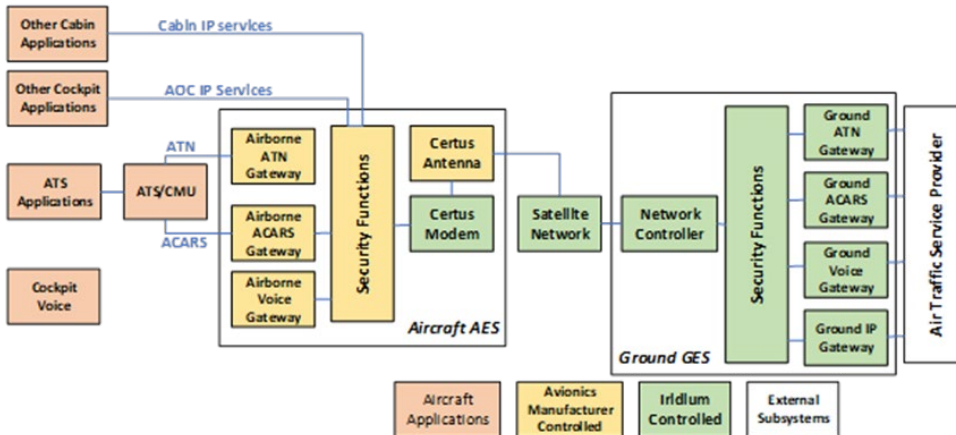 Other Cabin
Applications
Cabin IP services
Other Cockpit
Applications
AOC IP Services
ATN
ATS
Applications
ATS/CMU
ACARS
Cockpit
Voice
Airborne
ATN
Gateway
Airborne
ACARS
Gateway
Airborne
Voice
Gateway
Security Functions
Certus
Antenna
Certus
Modem
Aircraft AES
Satellite
Network
Network
Controller
Security Functions
Ground
ATN
Gateway
Ground
ACARS
Gateway
Ground
Voice
Gateway
Ground IP
Gateway
Ground GES
Air Traffic Service Provider
Aircraft
Applications
Avionics
Manufacturer
Controlled
Iridium
Controlled
External
Subsystems